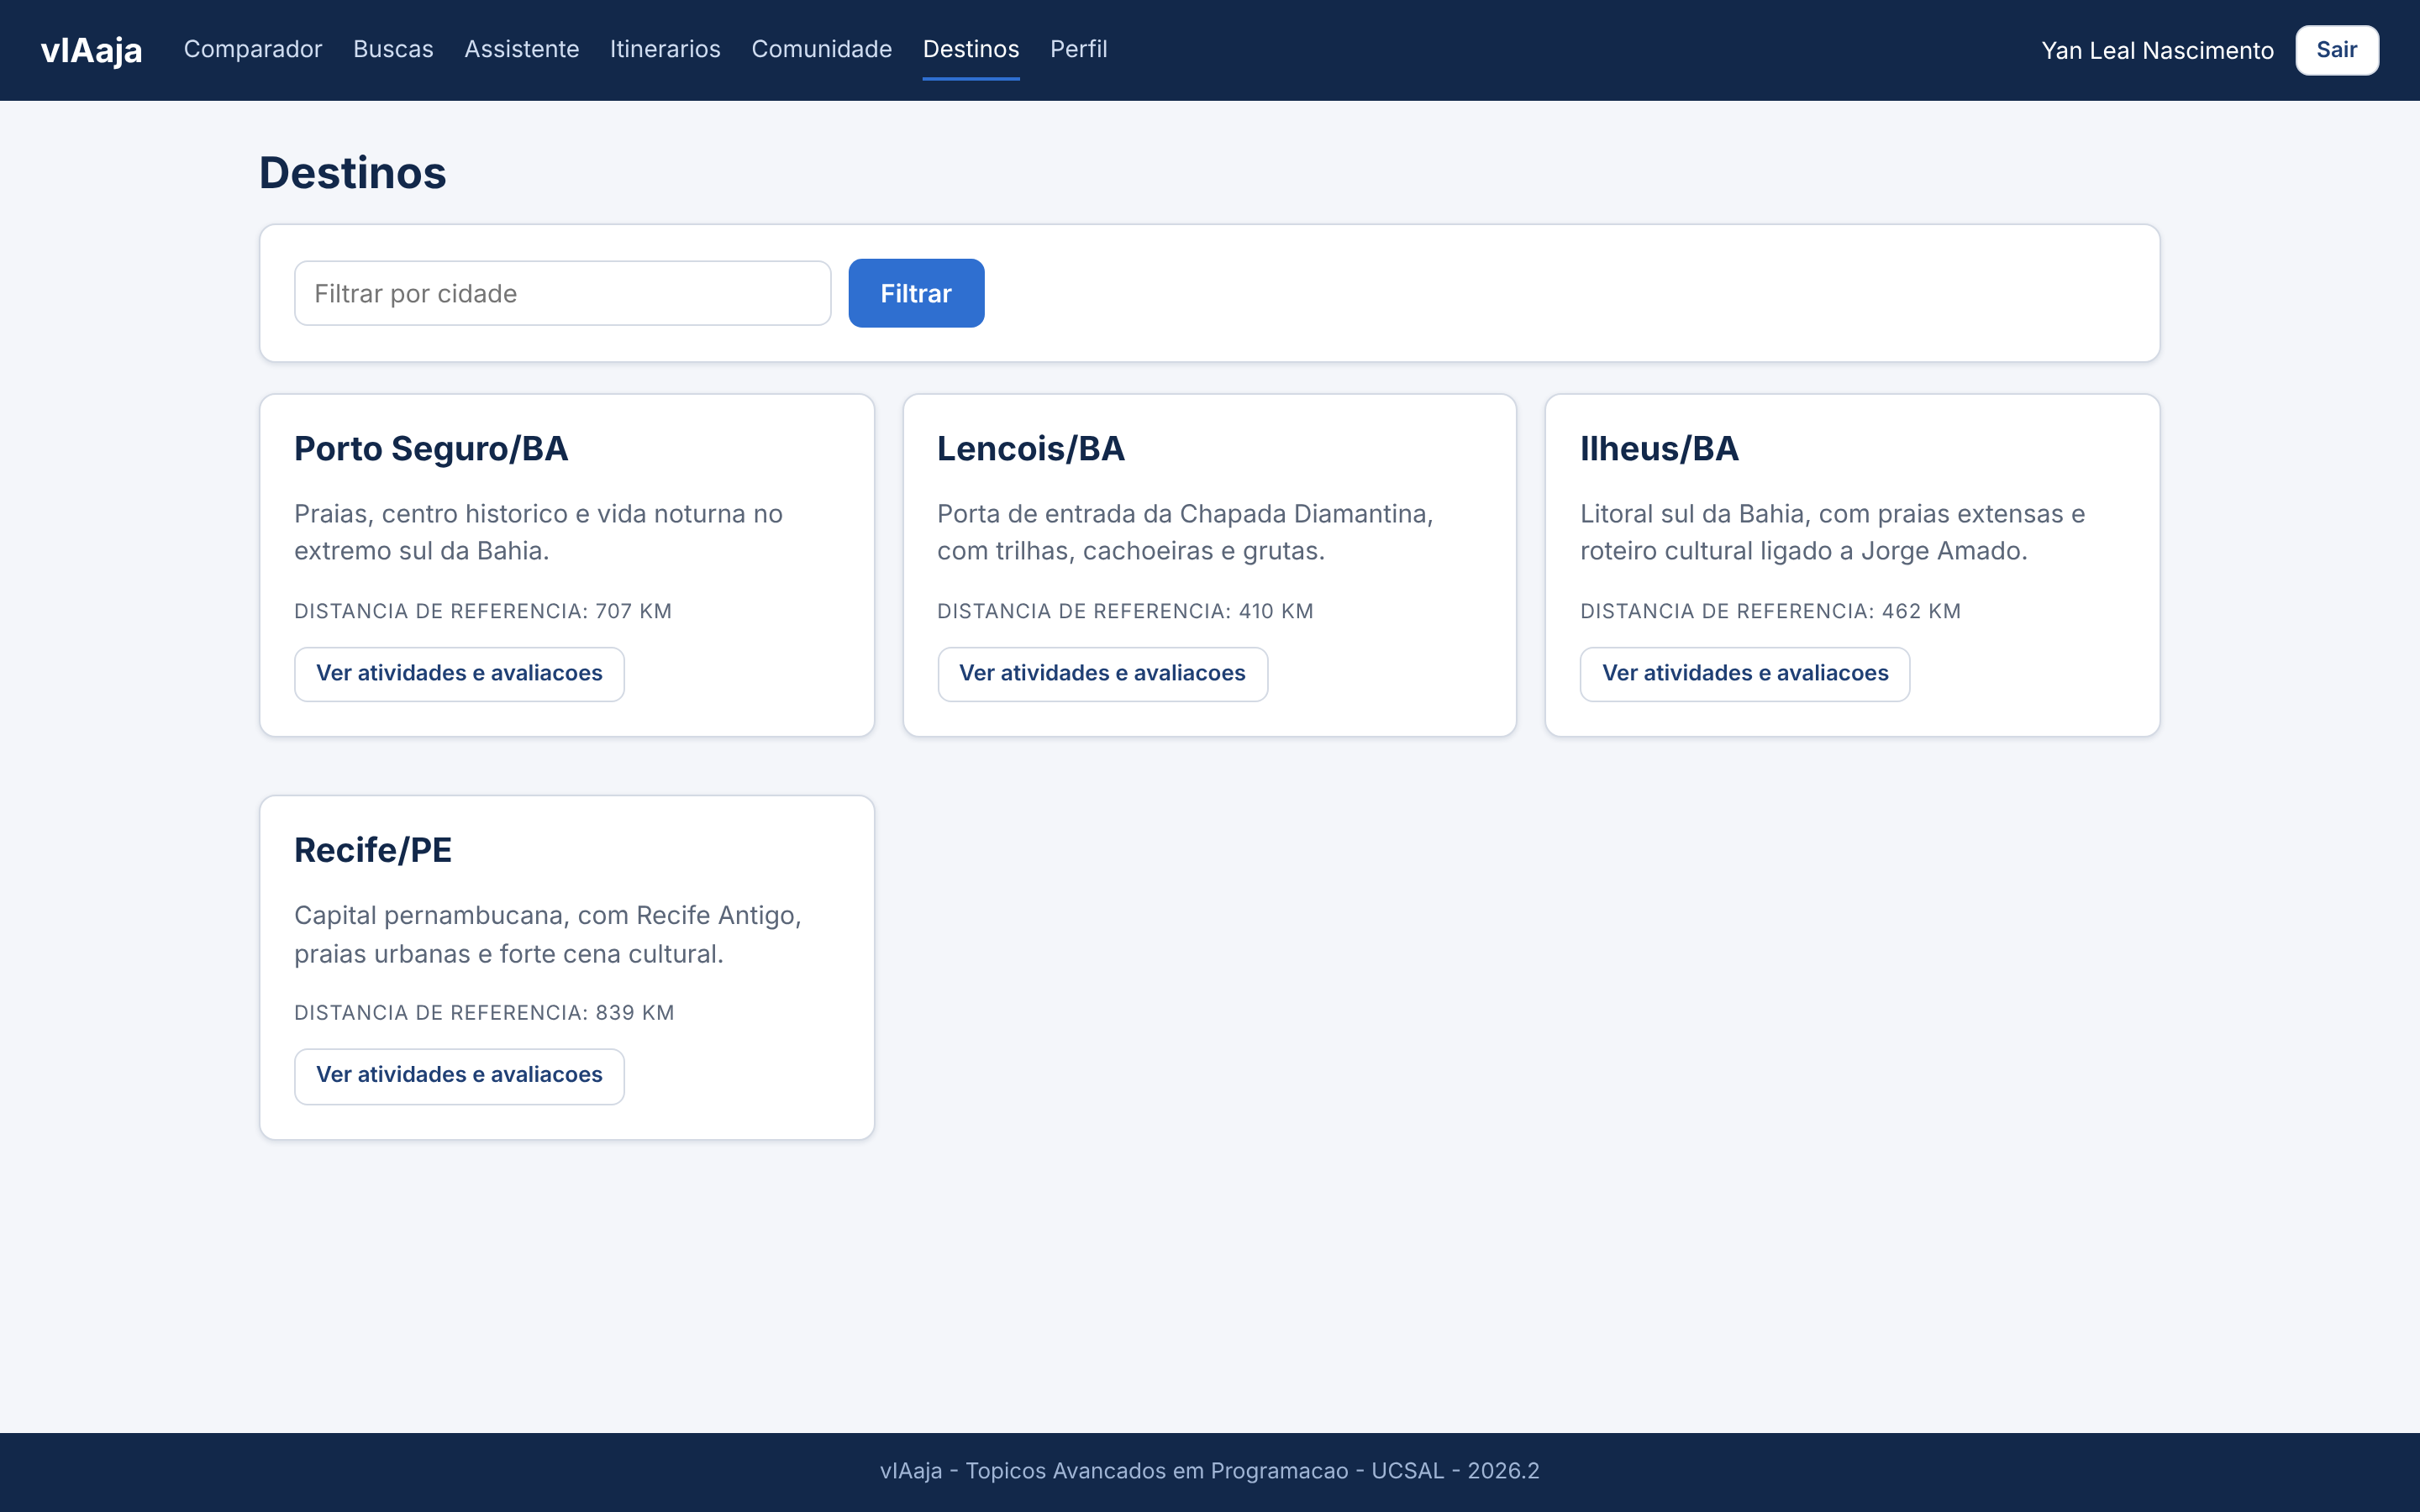 vIAaja Comparador Buscas Assistente Itinerarios Comunidade Destinos Perfil Yan Leal Nascimento Sair
Destinos
Filtrar por cidade Filtrar
Porto Seguro/BA
Praias, centro historico e vida noturna no
extremo sul da Bahia.
DISTANCIA DE REFERENCIA: 707 KM
Ver atividades e avaliacoes
Lencois/BA
Porta de entrada da Chapada Diamantina,
com trilhas, cachoeiras e grutas.
DISTANCIA DE REFERENCIA: 410 KM
Ver atividades e avaliacoes
Ilheus/BA
Litoral sul da Bahia, com praias extensas e
roteiro cultural ligado a Jorge Amado.
DISTANCIA DE REFERENCIA: 462 KM
Ver atividades e avaliacoes
Recife/PE
Capital pernambucana, com Recife Antigo,
praias urbanas e forte cena cultural.
DISTANCIA DE REFERENCIA: 839 KM
Ver atividades e avaliacoes
vIAaja - Topicos Avancados em Programacao - UCSAL - 2026.2